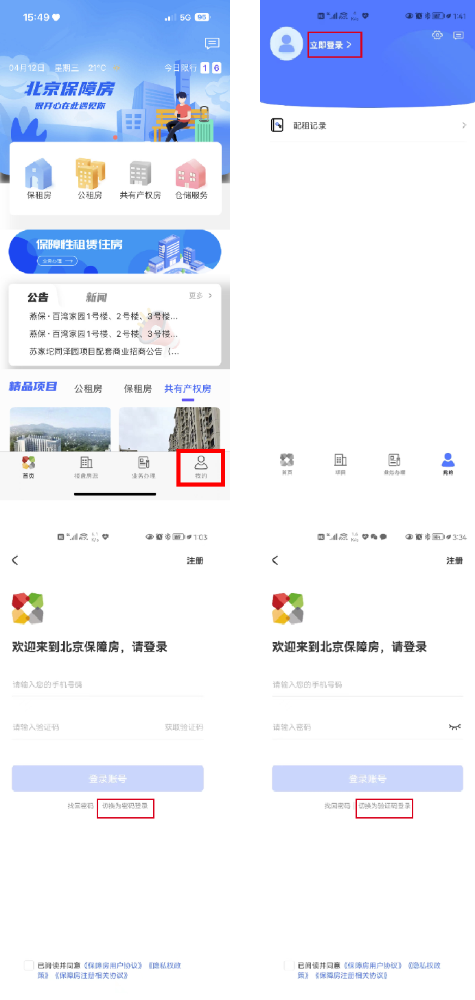 15:49
5G
95
04月12日 星期三 21°C
今日限行 1 6
北京保障房
很开心在此遇见你
保租房
公租房
共有产权房
仓储服务
保障性租赁住房
业务办理
公告
新闻
更多
燕保·百湾家园1号楼、2号楼、3号楼...
燕保·百湾家园1号楼、2号楼、3号楼...
苏家坨同泽园项目配套商业招商公告（...
精品项目
公租房
保租房
共有产权房
首页
楼盘房源
业务办理
我的
1:41
立即登录
配租记录
首页
项目
业务办理
我的
1:03
注册
欢迎来到北京保障房，请登录
请输入您的手机号码
请输入验证码
获取验证码
登录账号
找回密码
切换为密码登录
已阅读并同意《保障房用户协议》《隐私权政
策》《保障房注册相关协议》
3:34
注册
欢迎来到北京保障房，请登录
请输入您的手机号码
请输入密码
登录账号
找回密码
切换为验证码登录
已阅读并同意《保障房用户协议》《隐私权政
策》《保障房注册相关协议》